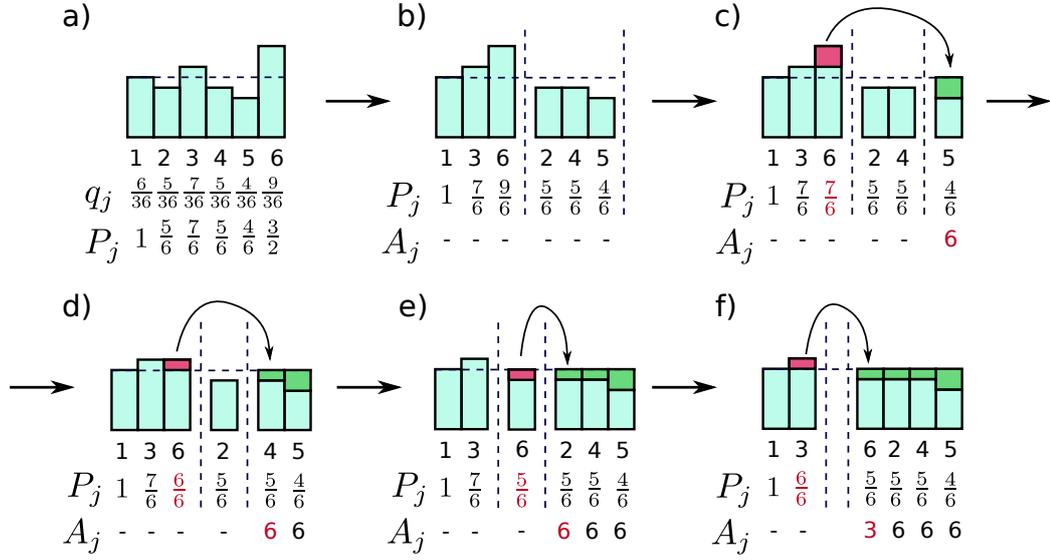 a)
1 2 3 4 5 6
q_j 6/36 5/36 7/36 5/36 4/36 9/36
P_j 1 5/6 7/6 5/6 4/6 3/2
b)
1 3 6 2 4 5
P_j 1 7/6 9/6 5/6 5/6 4/6
A_j - - - - - -
c)
1 3 6 2 4 5
P_j 1 7/6 7/6 5/6 5/6 4/6
A_j - - - - - 6
d)
1 3 6 2 4 5
P_j 1 7/6 6/6 5/6 5/6 4/6
A_j - - - - 6 6
e)
1 3 6 2 4 5
P_j 1 7/6 5/6 5/6 5/6 4/6
A_j - - - 6 6 6
f)
1 3 6 2 4 5
P_j 1 6/6 5/6 5/6 5/6 4/6
A_j - - 3 6 6 6